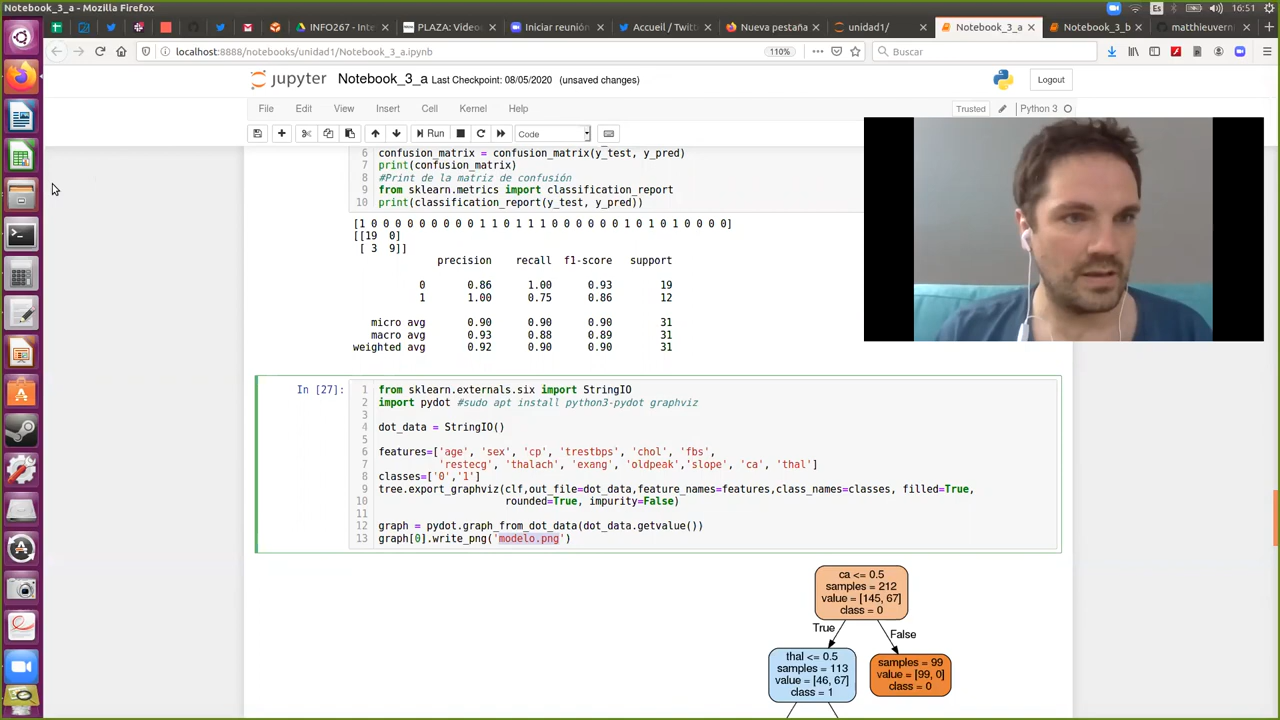 Notebook_3_a - Mozilla Firefox
Es
16:51
INFO267 - Integra
PLAZA: Videos
Iniciar reunión
Accueil / Twitt
Nueva pestaña
unidad1/
Notebook_3_a
Notebook_3_b
matthieuvern
localhost:8888/notebooks/unidad1/Notebook_3_a.ipynb
110%
Buscar
jupyter Notebook_3_a Last Checkpoint: 08/05/2020 (unsaved changes)
Logout
File Edit View Insert Cell Kernel Help
Trusted
Python 3
Run
Code
6 confusion_matrix = confusion_matrix(y_test, y_pred)
7 print(confusion_matrix)
8 #Print de la matriz de confusión
9 from sklearn.metrics import classification_report
10 print(classification_report(y_test, y_pred))
[1 0 0 0 0 0 0 0 0 1 1 0 1 1 1 0 0 0 0 0 0 1 0 1 0 1 0 0 0 0]
[[19 0]
[ 3 9]]
precision recall f1-score support
0 0.86 1.00 0.93 19
1 1.00 0.75 0.86 12
micro avg 0.90 0.90 0.90 31
macro avg 0.93 0.88 0.89 31
weighted avg 0.92 0.90 0.90 31
In [27]:
1 from sklearn.externals.six import StringIO
2 import pydot #sudo apt install python3-pydot graphviz
3
4 dot_data = StringIO()
5
6 features=['age', 'sex', 'cp', 'trestbps', 'chol', 'fbs',
7 'restecg', 'thalach', 'exang', 'oldpeak','slope', 'ca', 'thal']
8 classes=['0','1']
9 tree.export_graphviz(clf,out_file=dot_data,feature_names=features,class_names=classes, filled=True,
10 rounded=True, impurity=False)
11
12 graph = pydot.graph_from_dot_data(dot_data.getvalue())
13 graph[0].write_png('modelo.png')
ca <= 0.5
samples = 212
value = [145, 67]
class = 0
True
False
thal <= 0.5
samples = 113
value = [46, 67]
class = 1
samples = 99
value = [99, 0]
class = 0